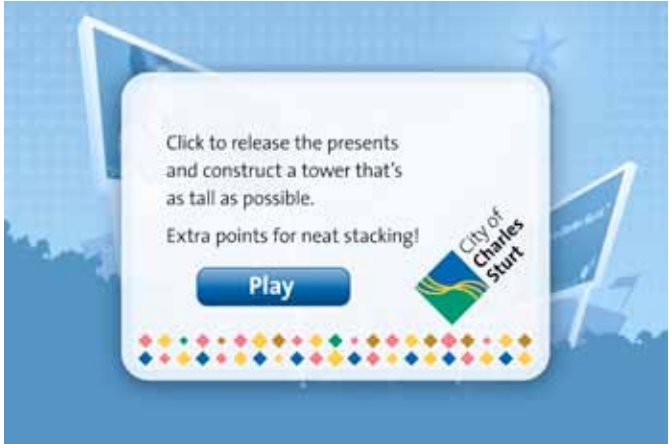 Click to release the presents
and construct a tower that's
as tall as possible.
Extra points for neat stacking!
Play
City of
Charles
Sturt